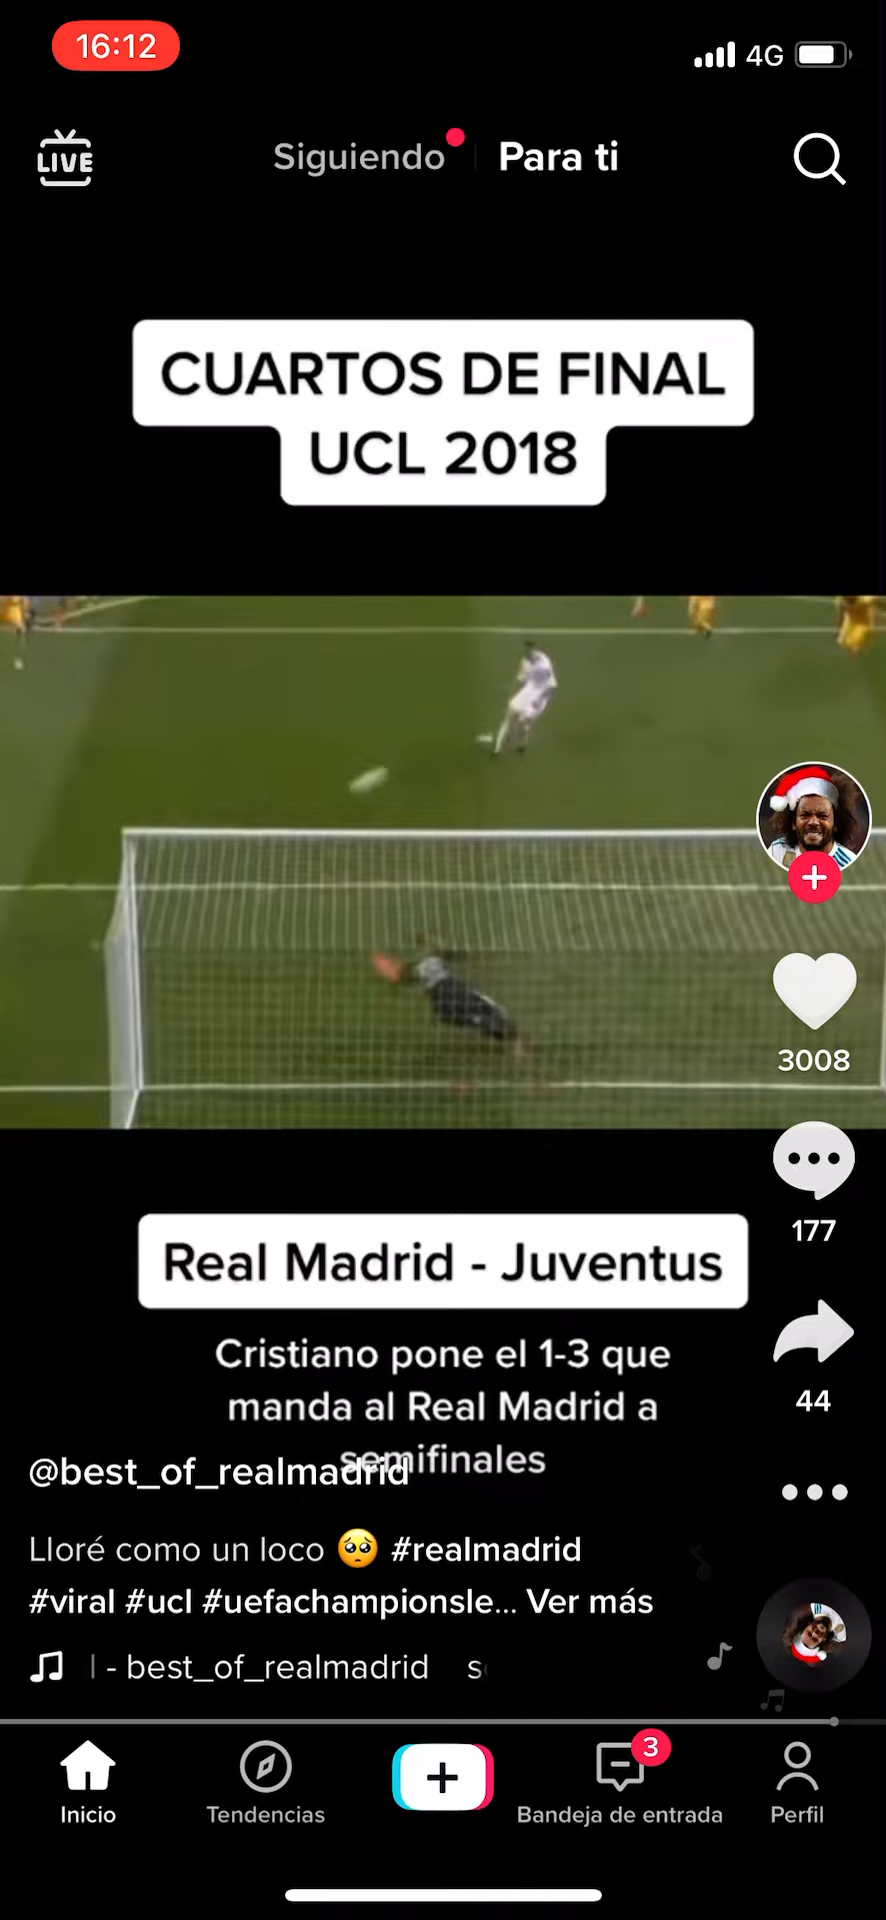 16:12
4G
LIVE
Siguiendo
Para ti
CUARTOS DE FINAL
UCL 2018
3008
177
Real Madrid - Juventus
Cristiano pone el 1-3 que
manda al Real Madrid a
semifinales
44
@best_of_realmadrid
Lloré como un loco 🥺 #realmadrid
#viral #ucl #uefachampionsle... Ver más
l - best_of_realmadrid s
3
Inicio
Tendencias
Bandeja de entrada
Perfil